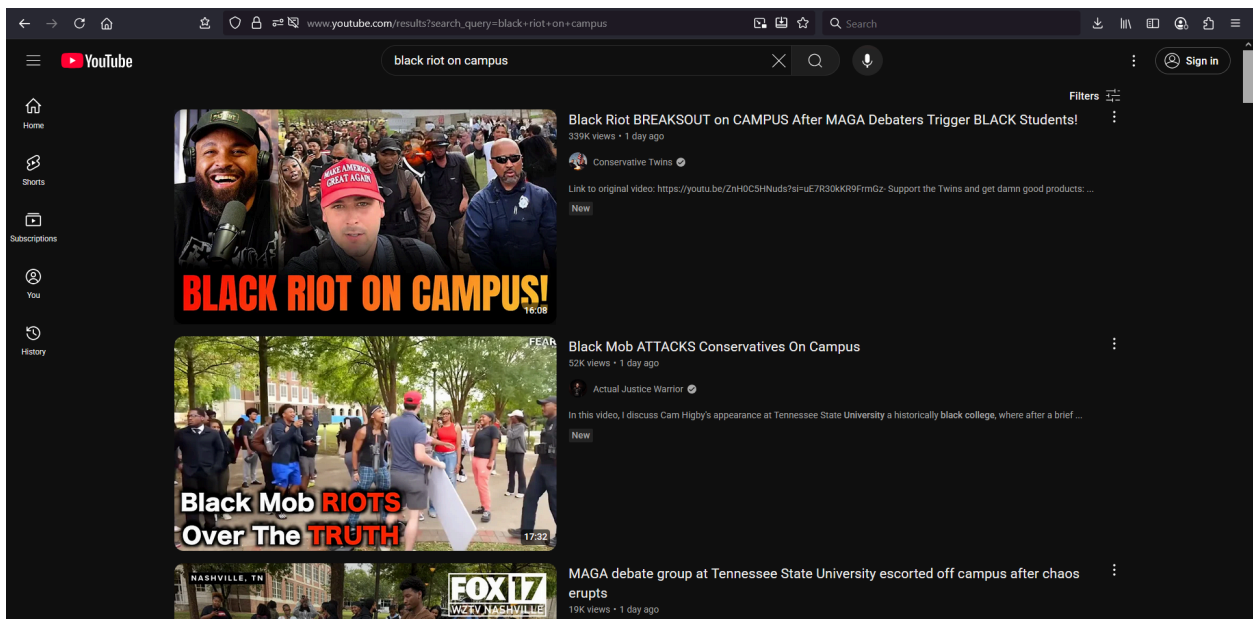 www.youtube.com/results?search_query=black+riot+on+campus
Search
YouTube
black riot on campus
Sign in
Filters
Home
Shorts
Subscriptions
You
History
MAKE AMERICA
GREAT AGAIN
BLACK RIOT ON CAMPUS!
16:08
Black Riot BREAKSOUT on CAMPUS After MAGA Debaters Trigger BLACK Students!
339K views • 1 day ago
Conservative Twins
Link to original video: https://youtu.be/ZnH0C5HNuds?si=uE7R30kKR9FrmGz- Support the Twins and get damn good products: ...
New
FEAR
Black Mob RIOTS
Over The TRUTH
17:32
Black Mob ATTACKS Conservatives On Campus
52K views • 1 day ago
Actual Justice Warrior
In this video, I discuss Cam Higby's appearance at Tennessee State University a historically black college, where after a brief ...
New
NASHVILLE, TN
FOX 17
WZTV NASHVILLE
MAGA debate group at Tennessee State University escorted off campus after chaos
erupts
19K views • 1 day ago